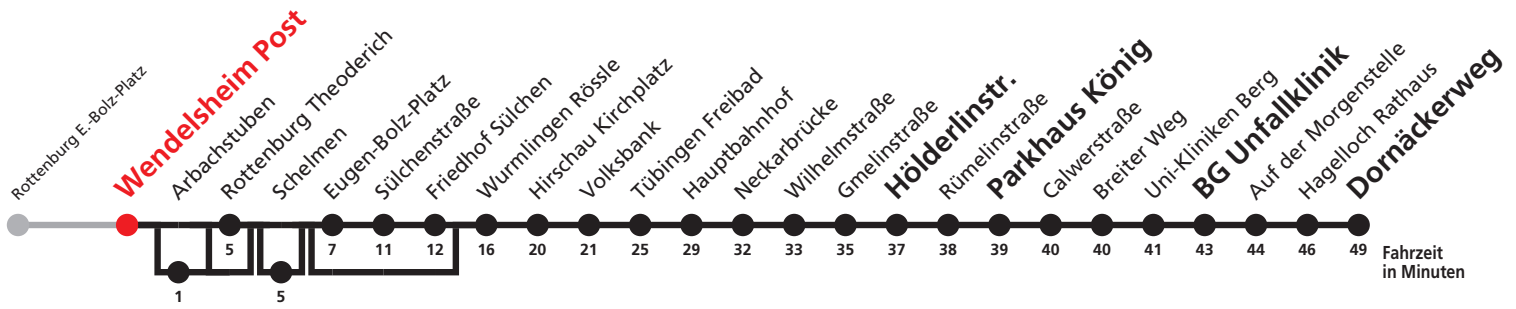 Rottenburg E.-Bolz-Platz
Wendelsheim Post
Arbachstuben
Rottenburg Theoderich
Schelmen
Eugen-Bolz-Platz
Sülchenstraße
Friedhof Sülchen
Wurmlingen Rössle
Hirschau Kirchplatz
Volksbank
Tübingen Freibad
Hauptbahnhof
Neckarbrücke
Wilhelmstraße
Gmelinstraße
Hölderlinstr.
Rümelinstraße
Parkhaus König
Calwerstraße
Breiter Weg
Uni-Kliniken Berg
BG Unfallklinik
Auf der Morgenstelle
Hagelloch Rathaus
Dornäckerweg
5 7 11 12 16 20 21 25 29 32 33 35 37 38 39 40 40 41 43 44 46 49 Fahrzeit
in Minuten
1 5